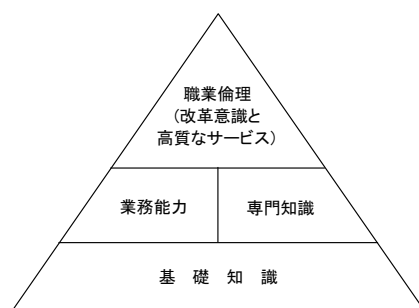 職業倫理
(改革意識と
高質なサービス)
業務能力
専門知識
基 礎 知 識